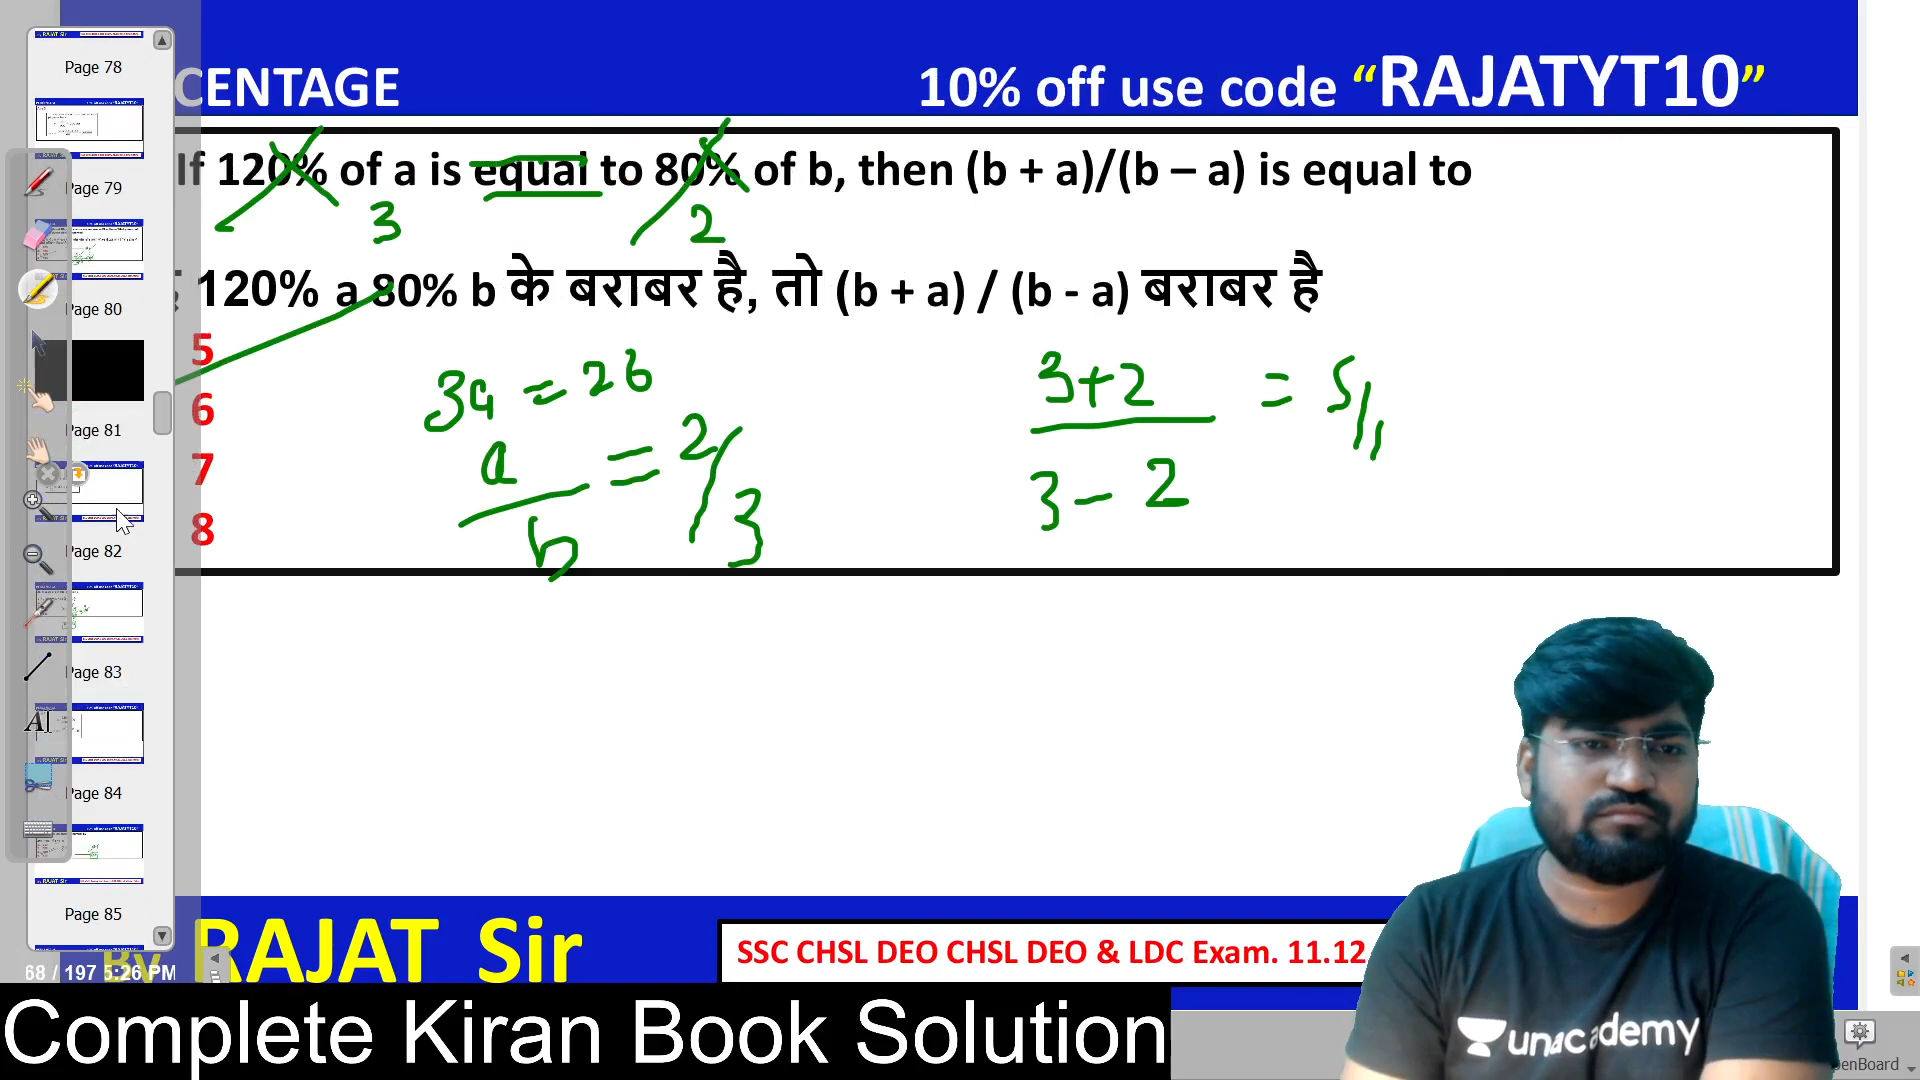 CENTAGE
10% off use code “RAJATYT10”
If 120% of a is equal to 80% of b, then (b + a)/(b – a) is equal to
3 2
120% a 80% b के बराबर है, तो (b + a) / (b - a) बराबर है
5
6
7
8
3a = 2b
a/b = 2/3
3+2 = 5/1
3 - 2
Page 78
Page 79
Page 80
Page 81
Page 82
Page 83
Page 84
Page 85
68 / 197 5:26 PM
By RAJAT Sir
SSC CHSL DEO CHSL DEO & LDC Exam. 11.12.
unacademy
Complete Kiran Book Solution
enBoard